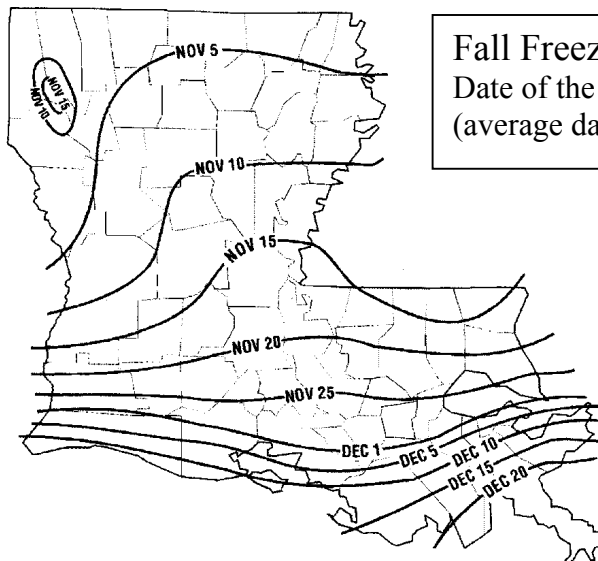 Fall Freez
Date of the
(average da
NOV 5
NOV 15
NOV 10
NOV 10
NOV 15
NOV 20
NOV 25
DEC 1
DEC 5
DEC 10
DEC 15
DEC 20